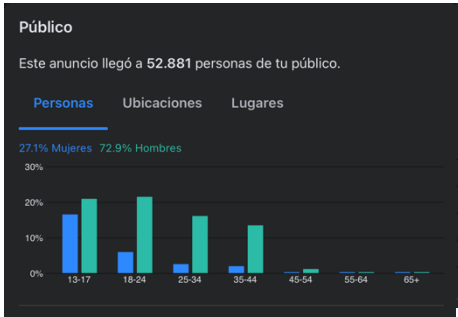 Público
Este anuncio llegó a 52.881 personas de tu público.
Personas Ubicaciones Lugares
27.1% Mujeres 72.9% Hombres
30%
20%
10%
0%
13-17 18-24 25-34 35-44 45-54 55-64 65+